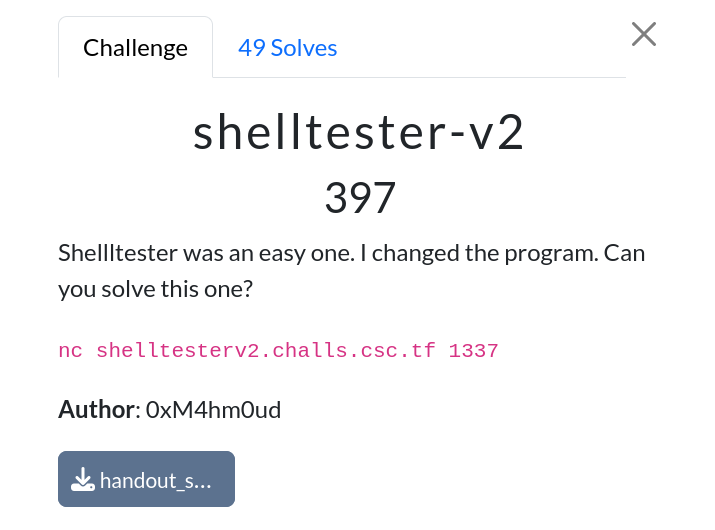 Challenge
49 Solves
shelltester-v2
397
Shellltester was an easy one. I changed the program. Can
you solve this one?
nc shelltesterv2.challs.csc.tf 1337
Author: 0xM4hm0ud
handout_s...